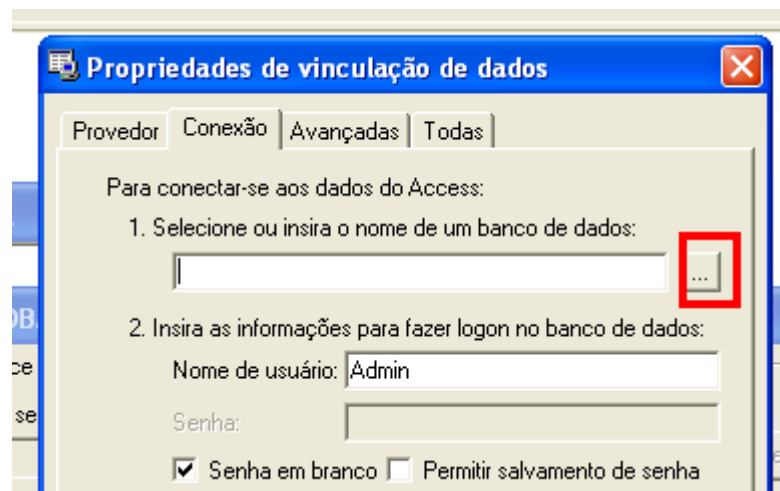 Propriedades de vinculação de dados
Provedor Conexão Avançadas Todas
Para conectar-se aos dados do Access:
1. Selecione ou insira o nome de um banco de dados:
...
2. Insira as informações para fazer logon no banco de dados:
Nome de usuário: Admin
Senha:
Senha em branco Permitir salvamento de senha